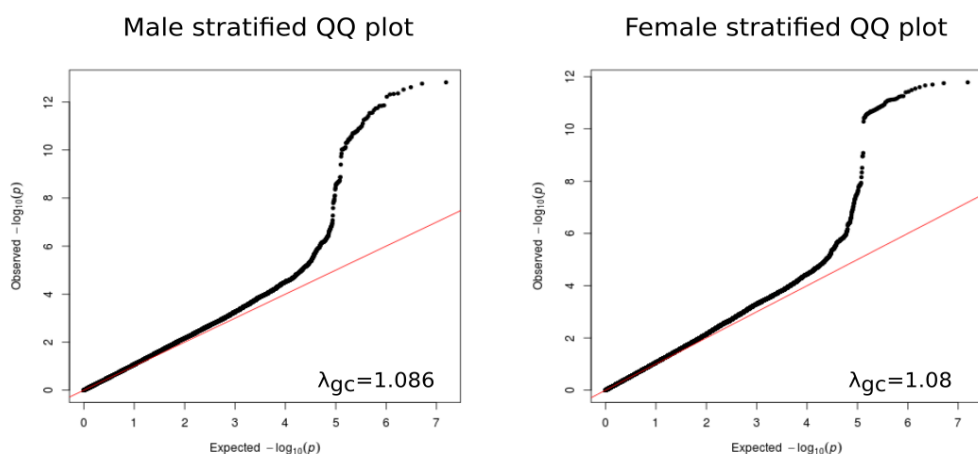 Male stratified QQ plot
Observed −log10(p)
0 2 4 6 8 10 12
0 1 2 3 4 5 6 7
λgc=1.086
Expected −log10(p)
Female stratified QQ plot
Observed −log10(p)
0 2 4 6 8 10 12
0 1 2 3 4 5 6 7
λgc=1.08
Expected −log10(p)